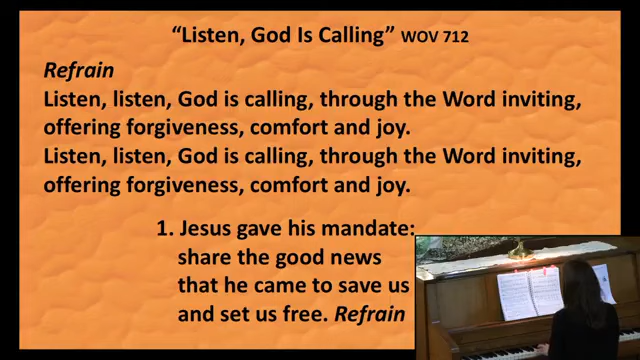 “Listen, God Is Calling” WOV 712
Refrain
Listen, listen, God is calling, through the Word inviting,
offering forgiveness, comfort and joy.
Listen, listen, God is calling, through the Word inviting,
offering forgiveness, comfort and joy.
1. Jesus gave his mandate:
share the good news
that he came to save us
and set us free. Refrain